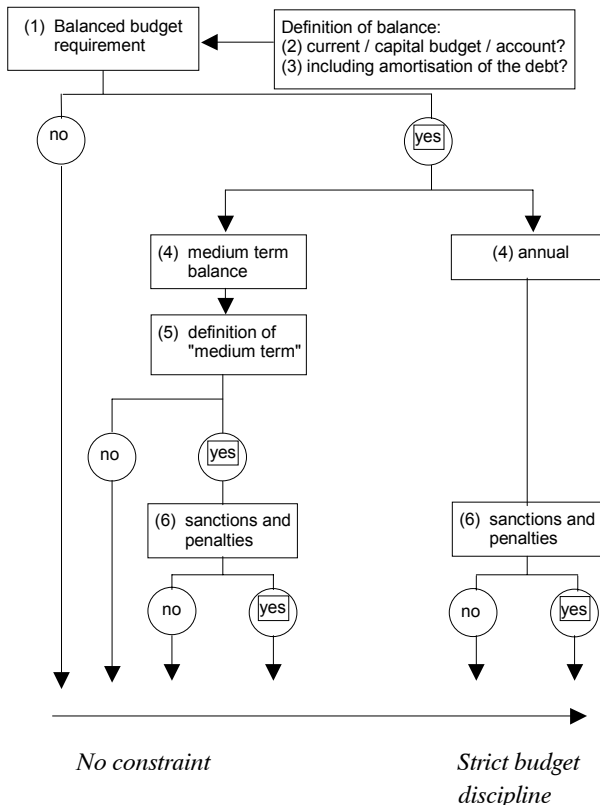 (1) Balanced budget
requirement
Definition of balance:
(2) current / capital budget / account?
(3) including amortisation of the debt?
no
yes
(4) medium term
balance
(4) annual
(5) definition of
"medium term"
no
yes
(6) sanctions and
penalties
(6) sanctions and
penalties
no
yes
no
yes
No constraint
Strict budget
discipline